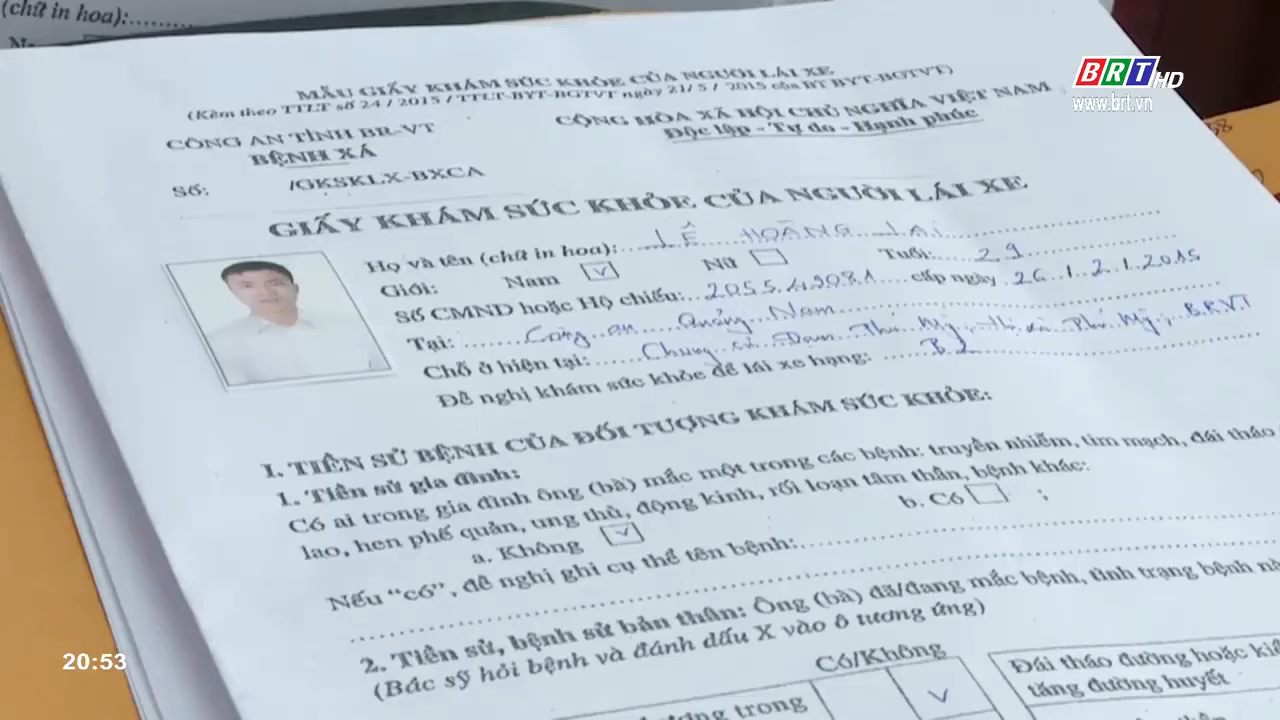 (chữ in hoa):.........
BRT HD
www.brt.vn
MẪU GIẤY KHÁM SỨC KHỎE CỦA NGƯỜI LÁI XE
(Kèm theo TTLT số 24 / 2015 / TTLT-BYT-BGTVT ngày 21/ 5 / 2015 của BT BYT-BGTVT)
CÔNG AN TỈNH BR-VT
CỘNG HÒA XÃ HỘI CHỦ NGHĨA VIỆT NAM
BỆNH XÁ
Độc lập - Tự do - Hạnh phúc
Số: /GKSKLX-BXCA
GIẤY KHÁM SỨC KHỎE CỦA NGƯỜI LÁI XE
Họ và tên (chữ in hoa): LÊ HOÀNG LAI
Giới: Nam Nữ Tuổi: 29
Số CMND hoặc Hộ chiếu: cấp ngày 26/12/2015
Tại: Công an Quảng Nam
Chỗ ở hiện tại: Chung cư Phú Mỹ, BRVT
Đề nghị khám sức khỏe để lái xe hạng: B2
I. TIỀN SỬ BỆNH CỦA ĐỐI TƯỢNG KHÁM SỨC KHỎE:
1. Tiền sử gia đình:
Có ai trong gia đình ông (bà) mắc một trong các bệnh: truyền nhiễm, tim mạch, đái tháo
lao, hen phế quản, ung thủ, động kinh, rối loạn tâm thần, bệnh khác:
a. Không b. Có ;
Nếu “có”, đề nghị ghi cụ thể tên bệnh:
2. Tiền sử, bệnh sử bản thân: Ông (bà) đã/đang mắc bệnh, tình trạng bệnh
(Bác sỹ hỏi bệnh và đánh dấu X vào ô tương ứng)
Có/Không
Đái tháo đường hoặc
tăng đường huyết
trong
20:53